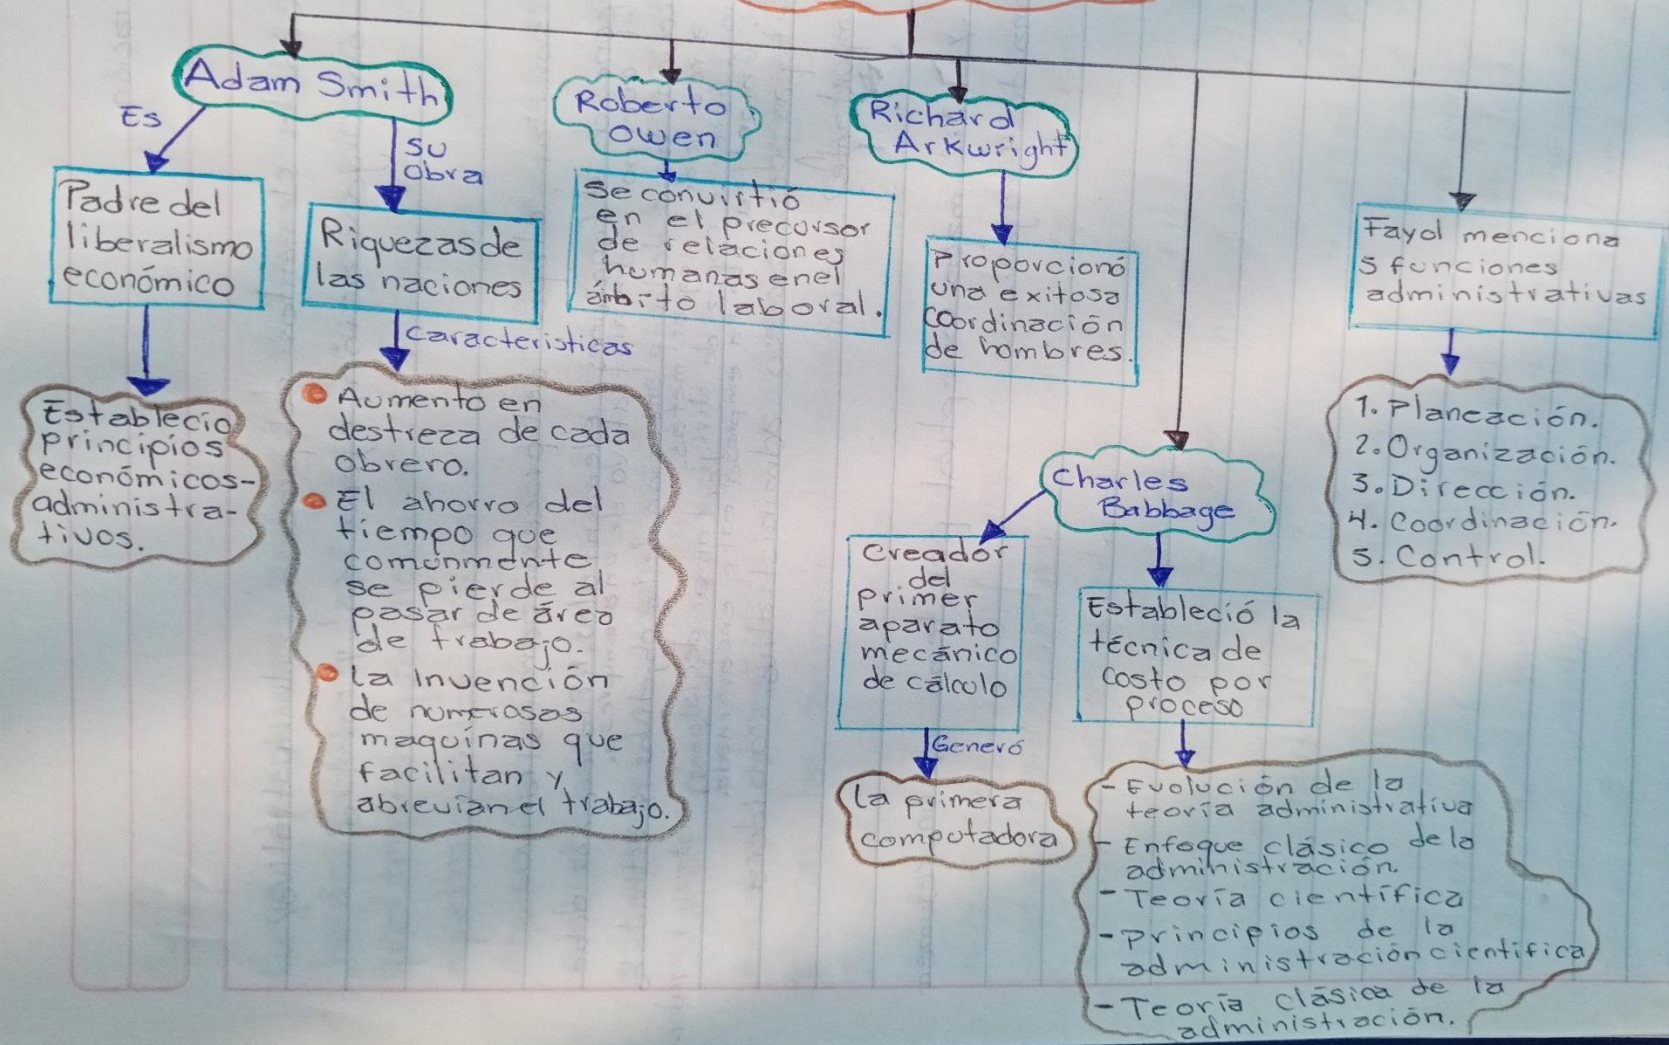 Adam Smith
Es
Su
Obra
Padre del
liberalismo
económico
Establecio
principios
económicos-
administra-
tivos.
Riquezas de
las naciones
Caracteristicas
Aumento en
destreza de cada
obrero.
El ahorro del
tiempo que
comunmente
se pierde al
pasar de área
de trabajo.
La invención
de numerosas
maquinas que
facilitan y
abrevian el trabajo.
Roberto
Owen
Se convirtió
en el precursor
de relaciones
humanas en el
ámbito laboral.
Richard
Arkwright
Proporcionó
una exitosa
coordinación
de hombres.
Charles
Babbage
Creador
del
primer
aparato
mecánico
de cálculo
Generó
La primera
computadora
Estableció la
técnica de
costo por
proceso
- Evolución de la
teoría administrativa
- Enfoque clásico de la
administración.
- Teoría científica
- Principios de la
administración cientifica
- Teoría clásica de la
administración.
Fayol menciona
5 funciones
administrativas
1. Planeación.
2. Organización.
3. Dirección.
4. Coordinación.
5. Control.